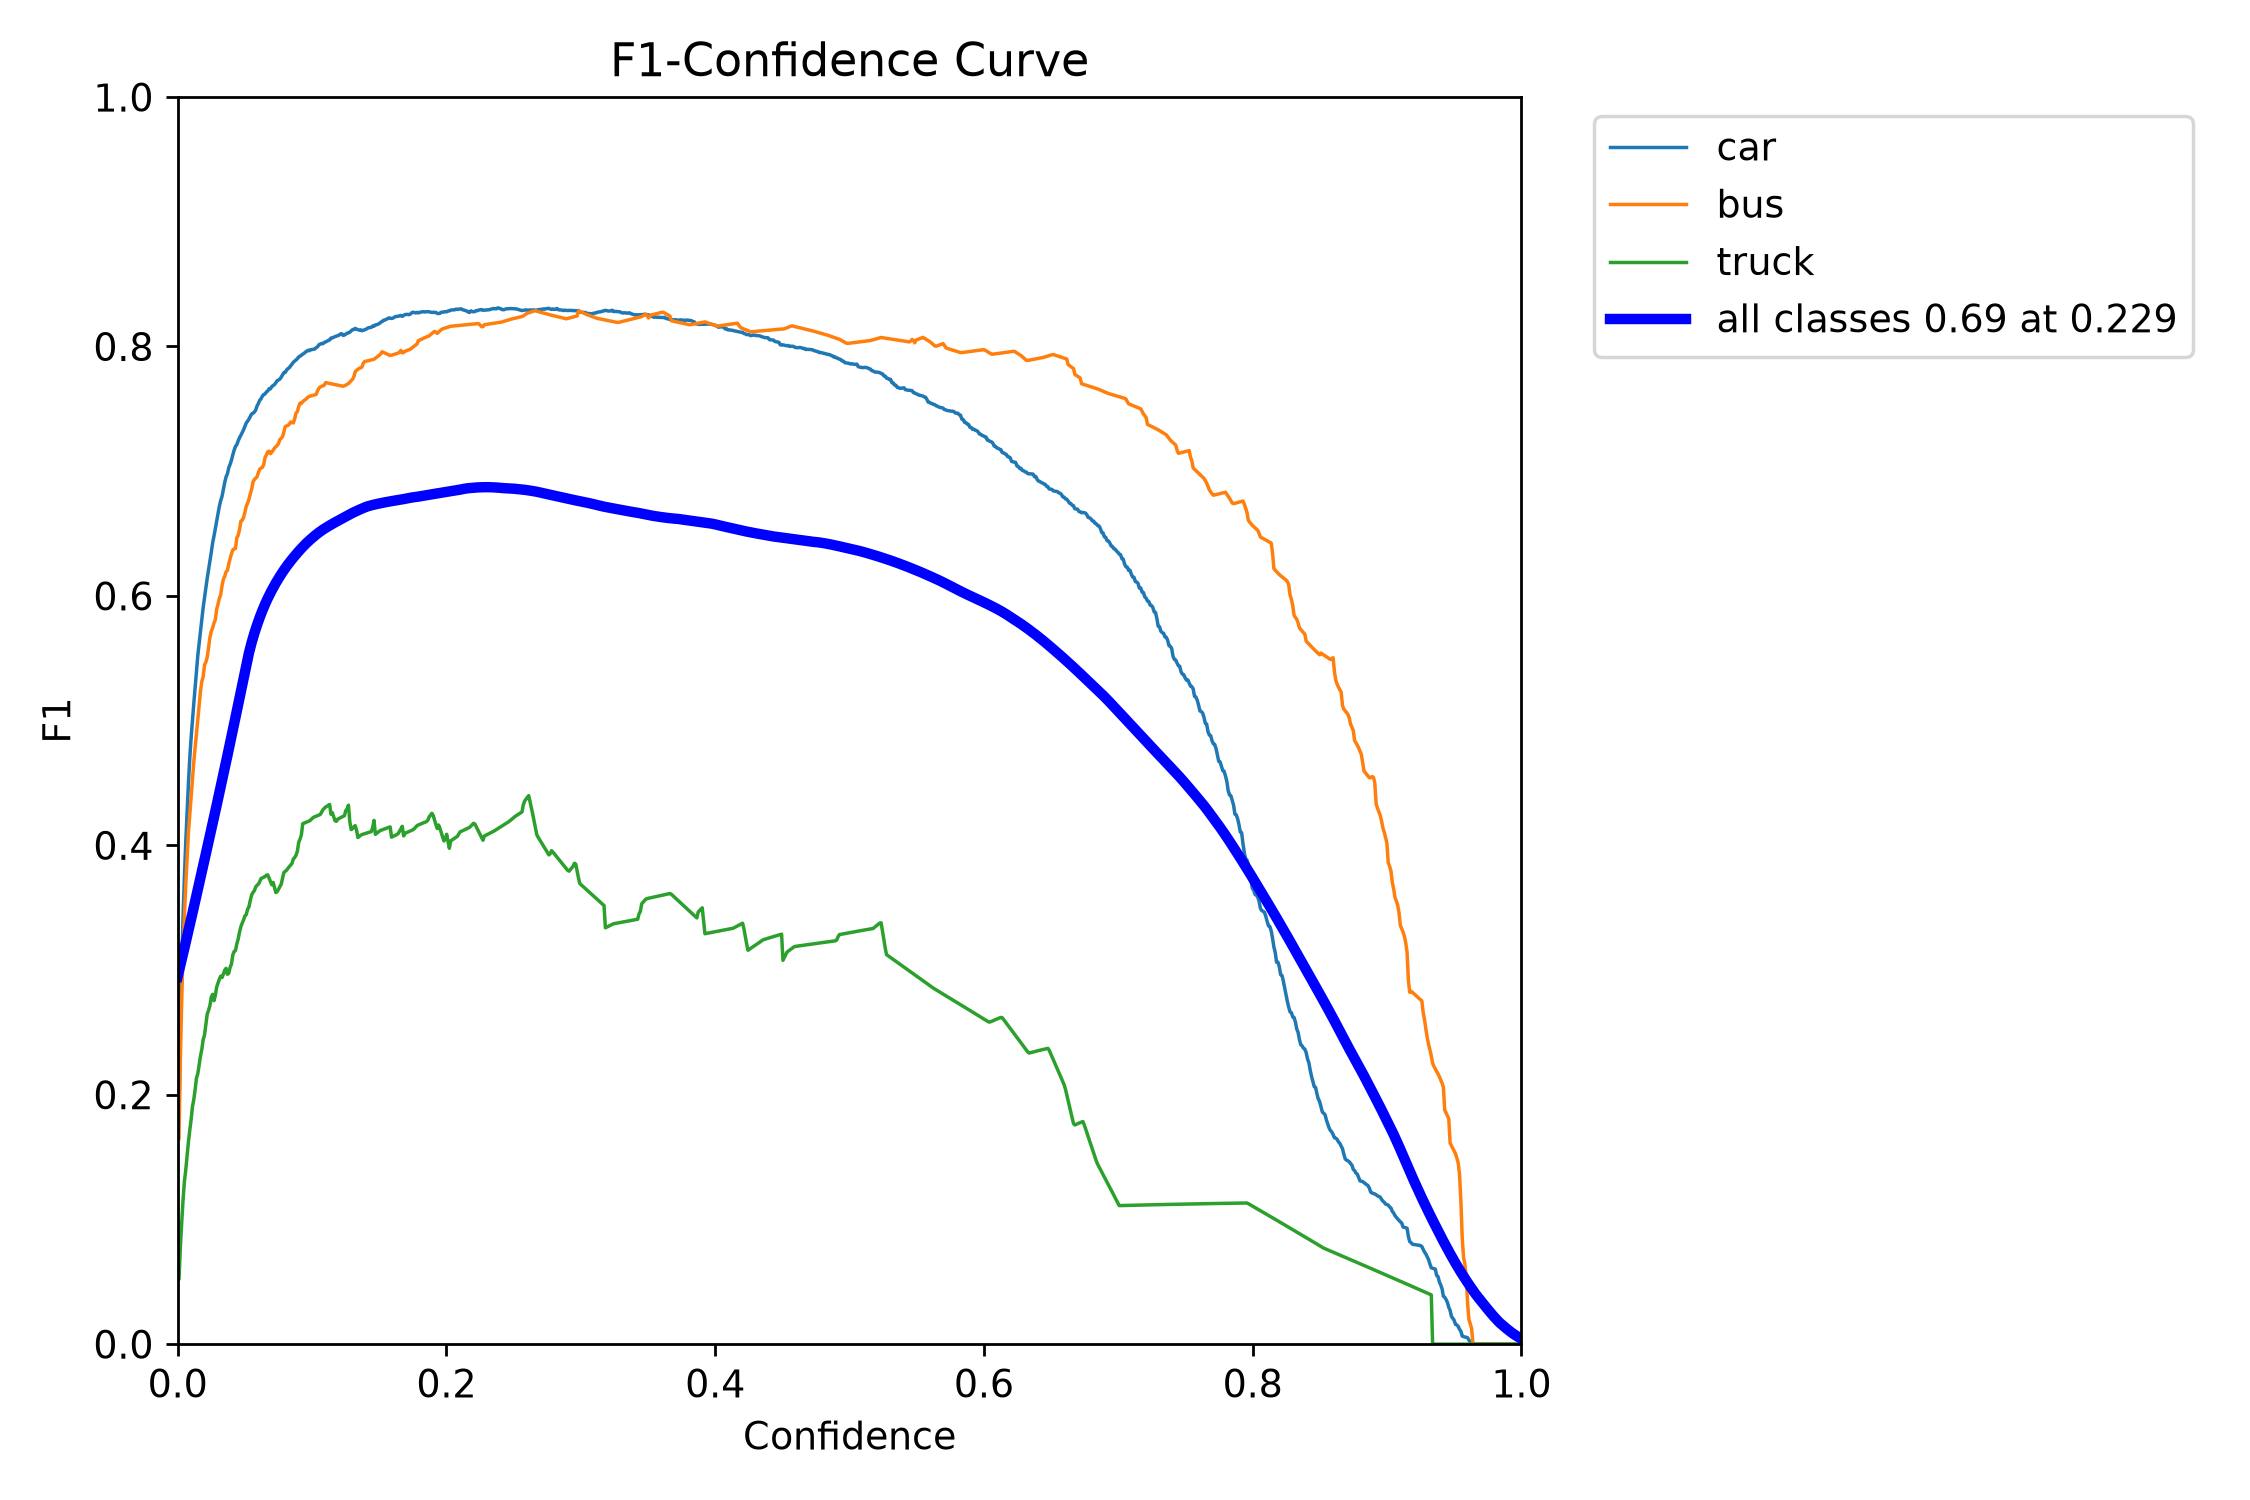 F1-Confidence Curve
1.0
0.8
0.6
0.4
0.2
0.0
F1
0.0 0.2 0.4 0.6 0.8 1.0
Confidence
car
bus
truck
all classes 0.69 at 0.229